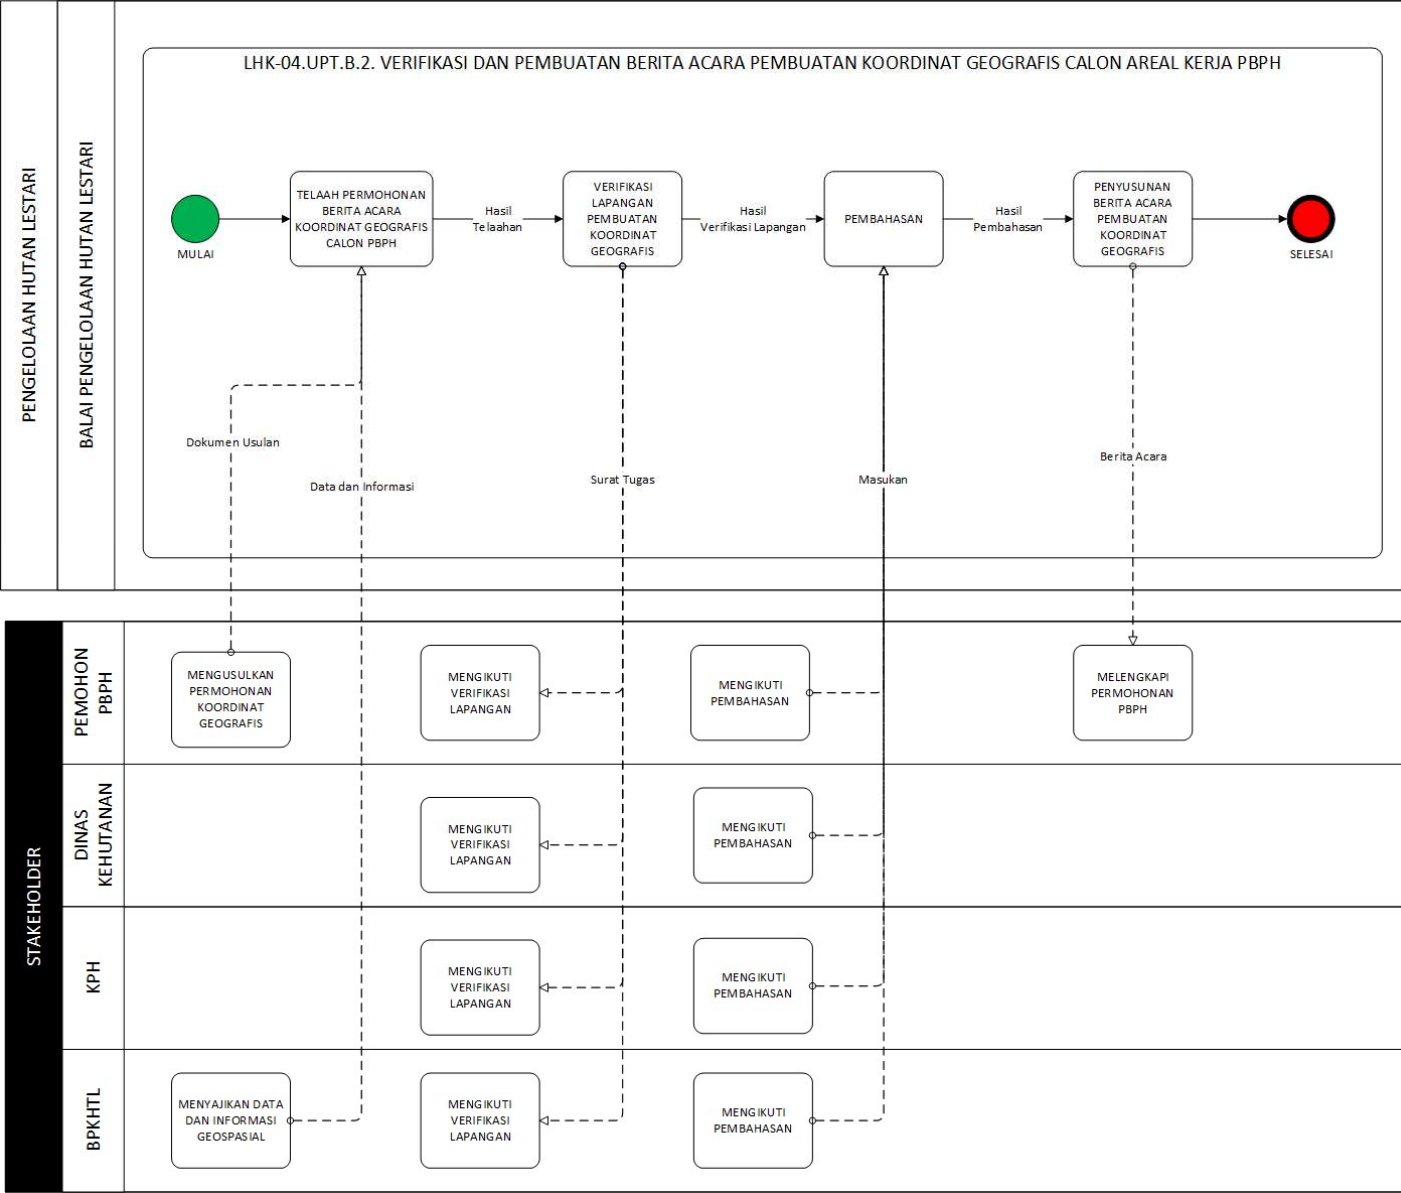 LHK-04.UPT.B.2. VERIFIKASI DAN PEMBUATAN BERITA ACARA PEMBUATAN KOORDINAT GEOGRAFIS CALON AREAL KERJA PBPH
PENGELOLAAN HUTAN LESTARI
BALAI PENGELOLAAN HUTAN LESTARI
MULAI
TELAAH PERMOHONAN
BERITA ACARA
KOORDINAT GEOGRAFIS
CALON PBPH
Hasil
Telaahan
VERIFIKASI
LAPANGAN
PEMBUATAN
KOORDINAT
GEOGRAFIS
Hasil
Verifikasi Lapangan
PEMBAHASAN
Hasil
Pembahasan
PENYUSUNAN
BERITA ACARA
PEMBUATAN
KOORDINAT
GEOGRAFIS
SELESAI
Dokumen Usulan
Data dan Informasi
Surat Tugas
Masukan
Berita Acara
STAKEHOLDER
PEMOHON
PBPH
MENGUSULKAN
PERMOHONAN
KOORDINAT
GEOGRAFIS
MENGIKUTI
VERIFIKASI
LAPANGAN
MENGIKUTI
PEMBAHASAN
MELENGKAPI
PERMOHONAN
PBPH
DINAS
KEHUTANAN
MENGIKUTI
VERIFIKASI
LAPANGAN
MENGIKUTI
PEMBAHASAN
KPH
MENGIKUTI
VERIFIKASI
LAPANGAN
MENGIKUTI
PEMBAHASAN
BPKHTL
MENYAJIKAN DATA
DAN INFORMASI
GEOSPASIAL
MENGIKUTI
VERIFIKASI
LAPANGAN
MENGIKUTI
PEMBAHASAN